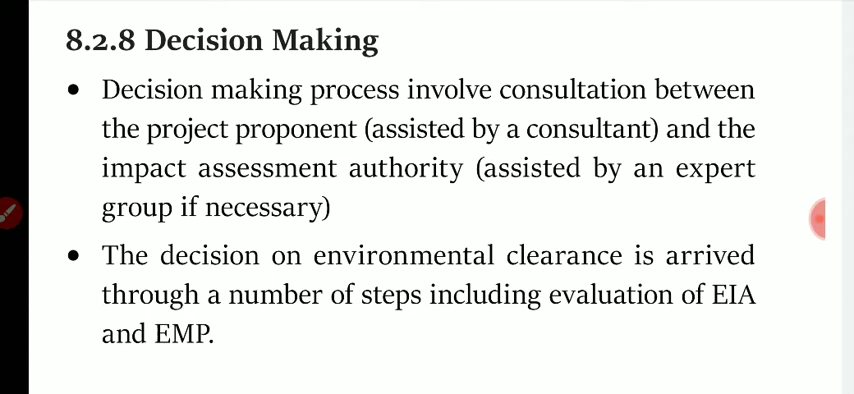 8.2.8 Decision Making
• Decision making process involve consultation between
the project proponent (assisted by a consultant) and the
impact assessment authority (assisted by an expert
group if necessary)
• The decision on environmental clearance is arrived
through a number of steps including evaluation of EIA
and EMP.